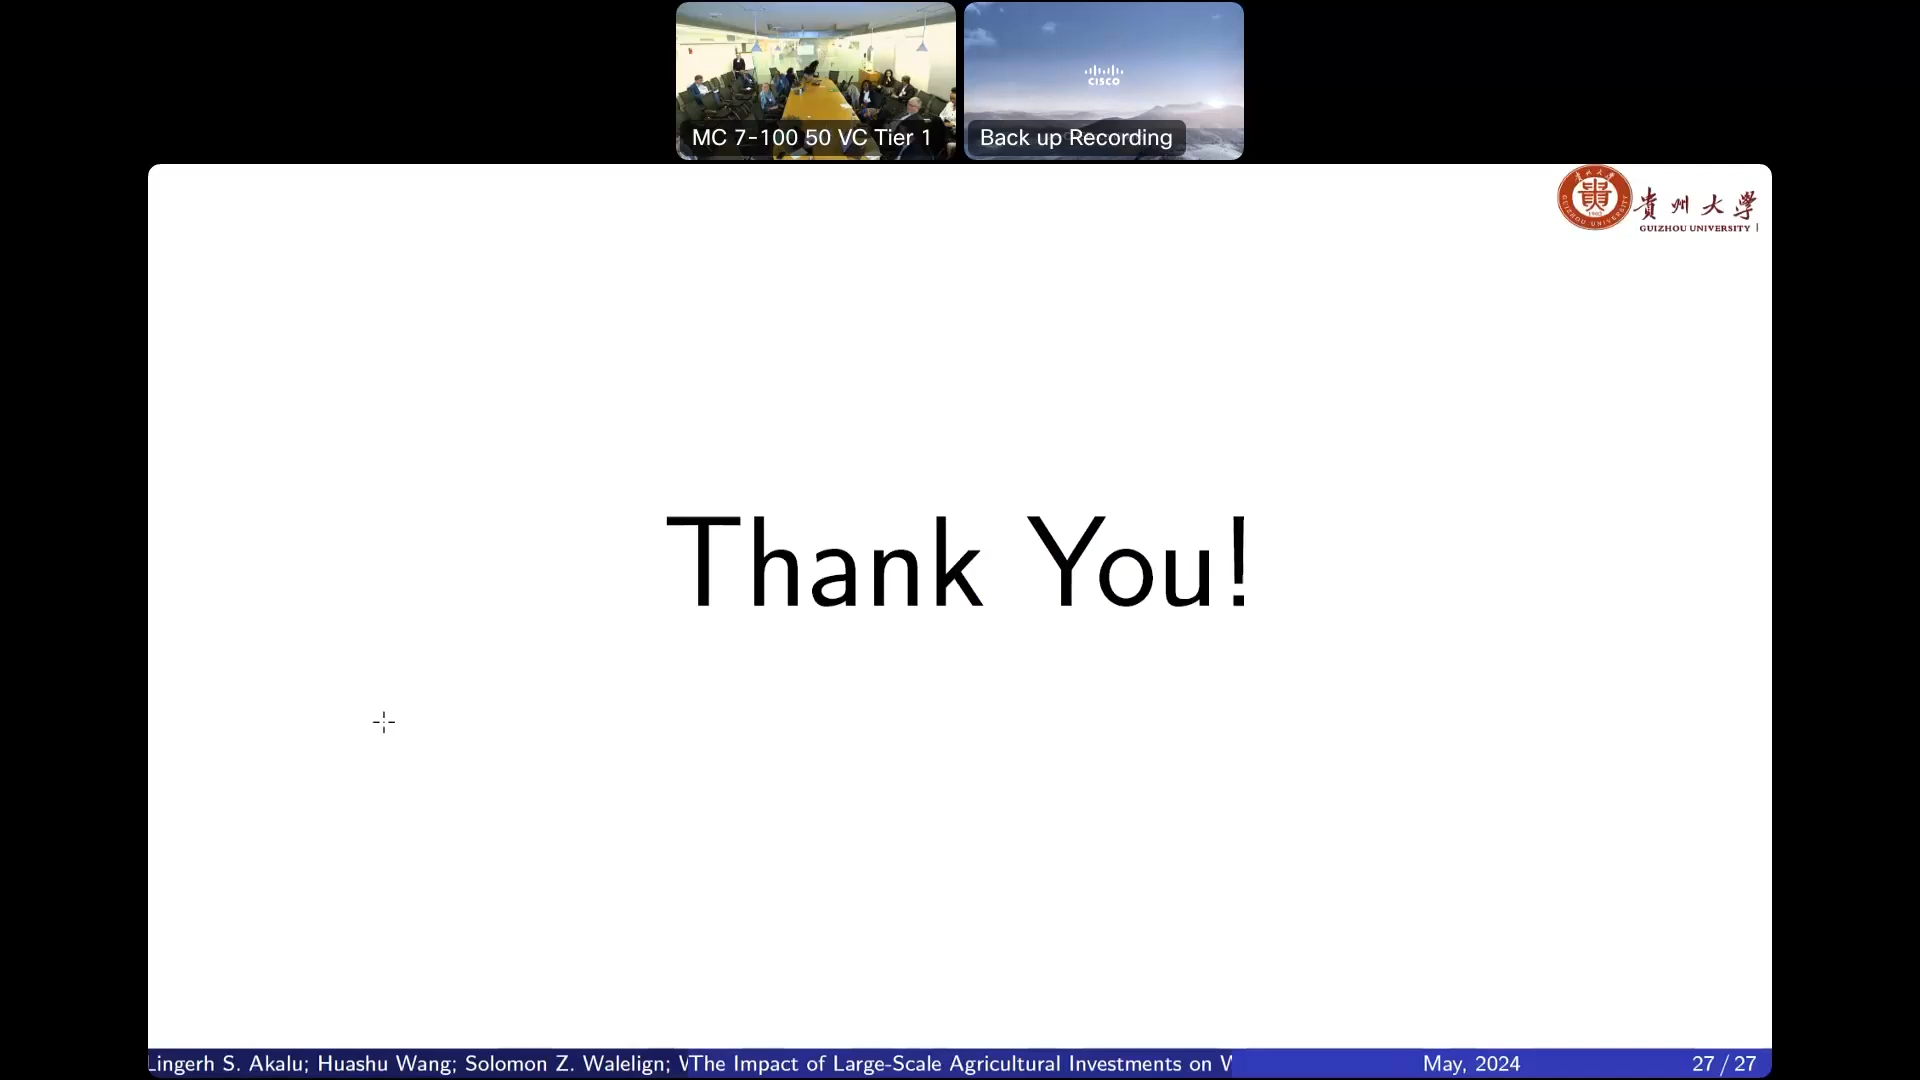 MC 7-100 50 VC Tier 1
CISCO
Back up Recording
貴州大學
GUIZHOU UNIVERSITY
Thank You!
Lingerh S. Akalu; Huashu Wang; Solomon Z. Walelign;
The Impact of Large-Scale Agricultural Investments on
May, 2024
27 / 27